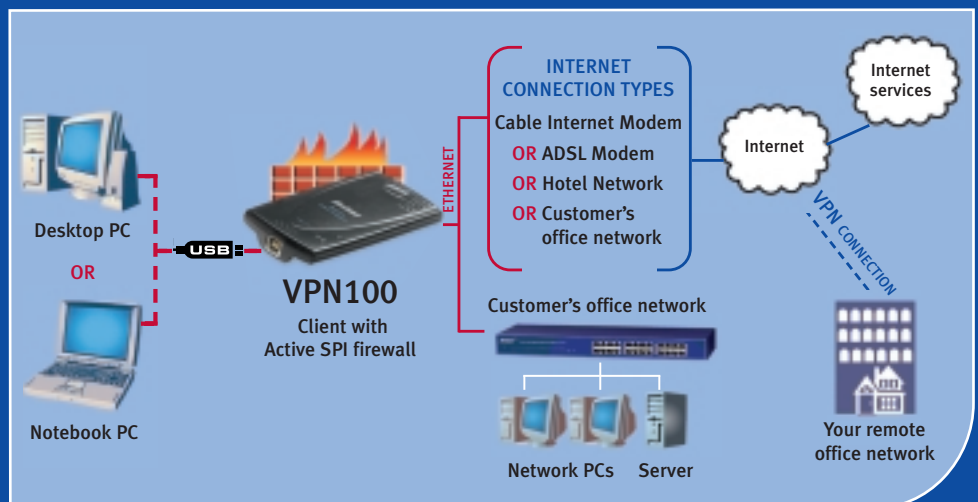 Desktop PC
OR
Notebook PC
USB
VPN100
Client with
Active SPI firewall
ETHERNET
INTERNET
CONNECTION TYPES
Cable Internet Modem
OR ADSL Modem
OR Hotel Network
OR Customer's
office network
Customer's office network
Network PCs
Server
Internet
Internet
services
VPN CONNECTION
Your remote
office network